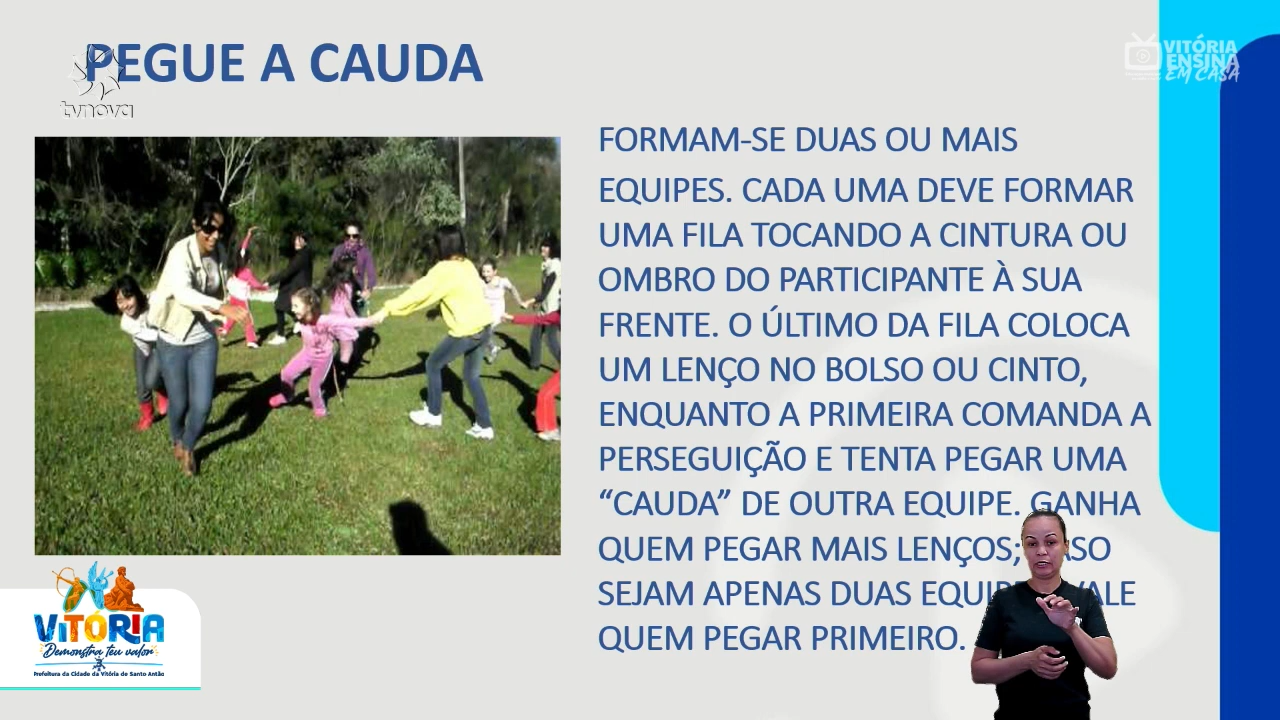 PEGUE A CAUDA
tvnova
VITÓRIA
ENSINA
EM CASA
FORMAM-SE DUAS OU MAIS
EQUIPES. CADA UMA DEVE FORMAR
UMA FILA TOCANDO A CINTURA OU
OMBRO DO PARTICIPANTE À SUA
FRENTE. O ÚLTIMO DA FILA COLOCA
UM LENÇO NO BOLSO OU CINTO,
ENQUANTO A PRIMEIRA COMANDA A
PERSEGUIÇÃO E TENTA PEGAR UMA
“CAUDA” DE OUTRA EQUIPE. GANHA
QUEM PEGAR MAIS LENÇOS;
SEJAM APENAS DUAS
QUEM PEGAR PRIMEIRO.
ViTÓRiA
Demonstra teu valor
Prefeitura da Cidade da Vitória de Santo Antão